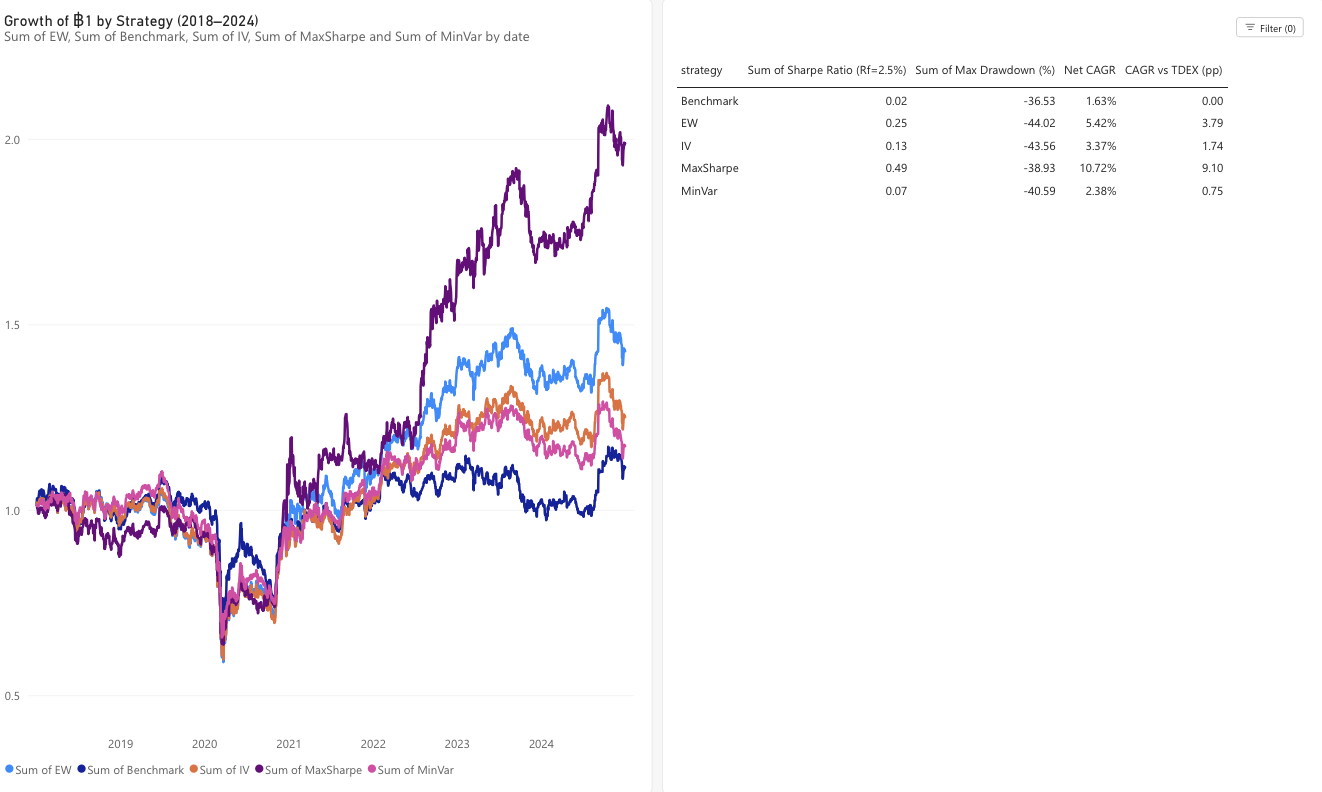 Growth of ฿1 by Strategy (2018–2024)
Sum of EW, Sum of Benchmark, Sum of IV, Sum of MaxSharpe and Sum of MinVar by date
2.0
1.5
1.0
0.5
2019 2020 2021 2022 2023 2024
Sum of EW Sum of Benchmark Sum of IV Sum of MaxSharpe Sum of MinVar
Filter (0)
strategy Sum of Sharpe Ratio (Rf=2.5%) Sum of Max Drawdown (%) Net CAGR CAGR vs TDEX (pp)
Benchmark 0.02 -36.53 1.63% 0.00
EW 0.25 -44.02 5.42% 3.79
IV 0.13 -43.56 3.37% 1.74
MaxSharpe 0.49 -38.93 10.72% 9.10
MinVar 0.07 -40.59 2.38% 0.75